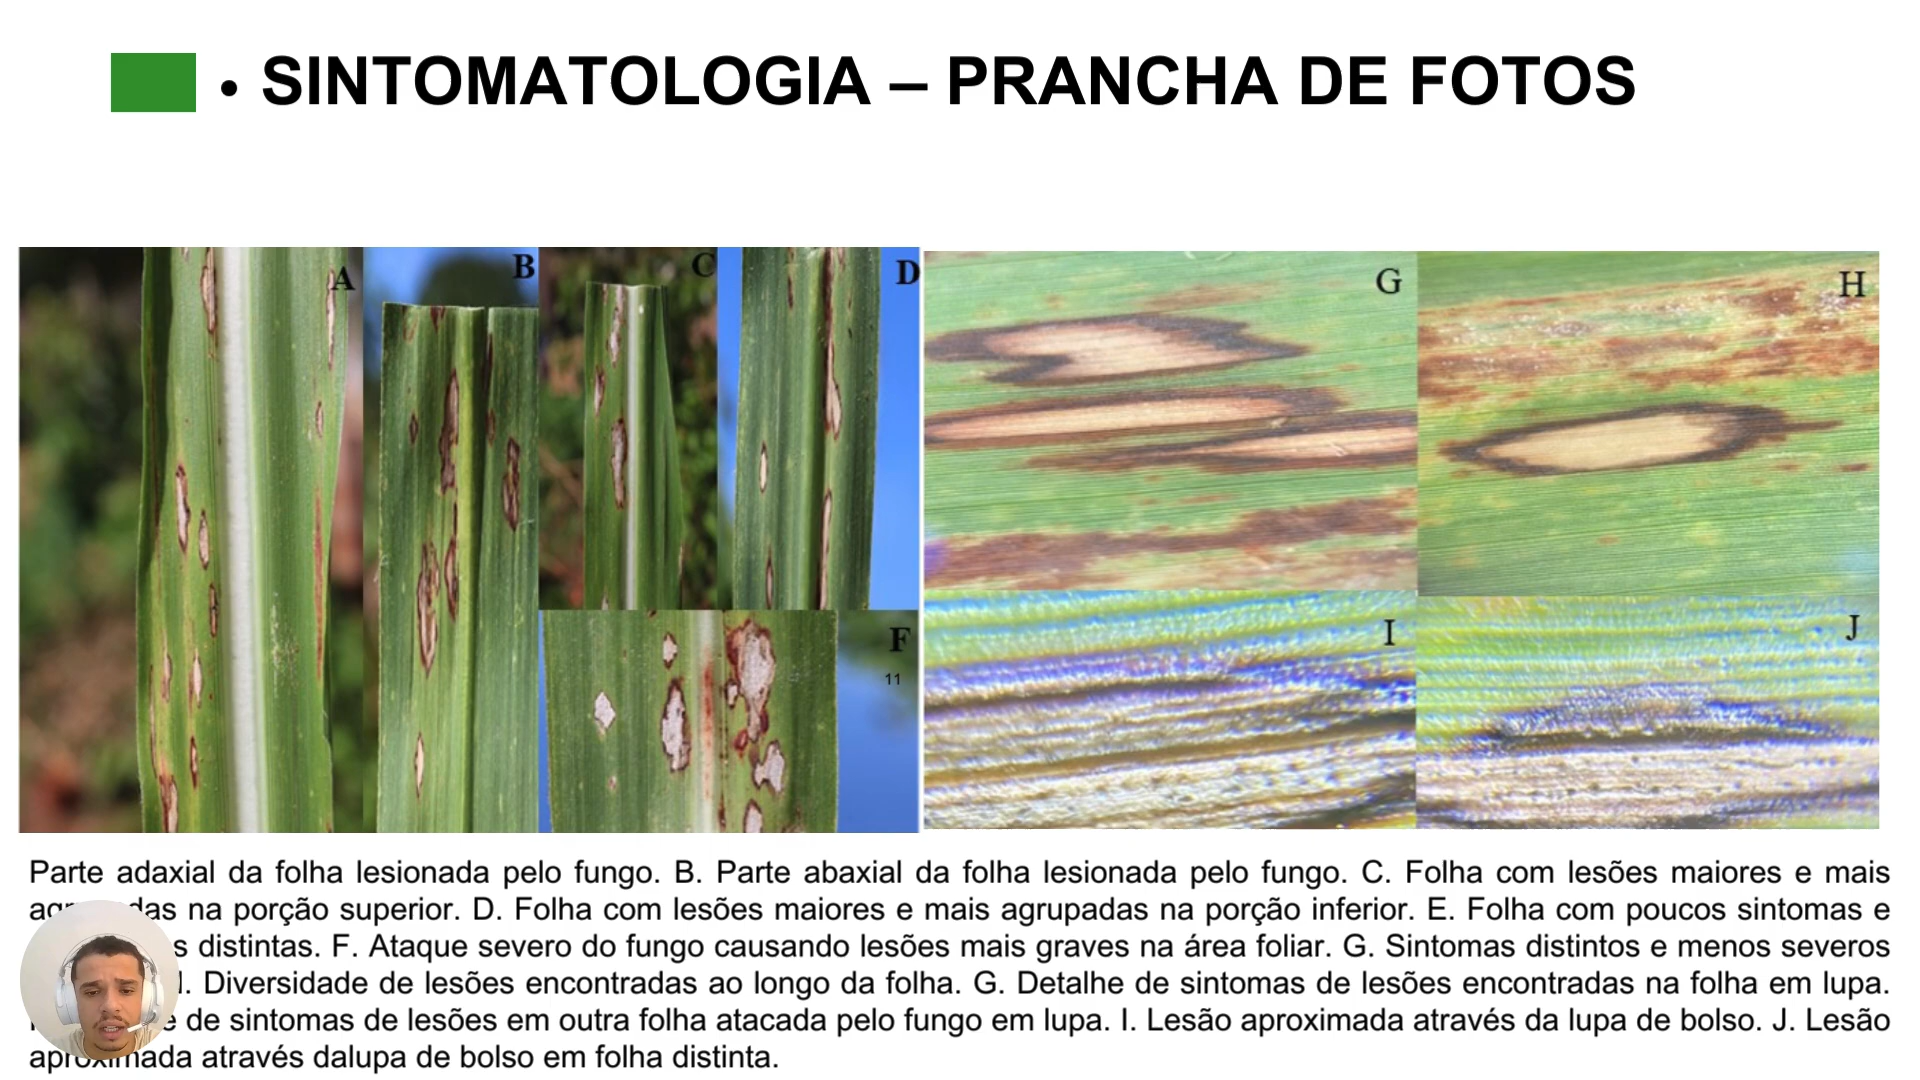 • SINTOMATOLOGIA – PRANCHA DE FOTOS
A
B
C
D
F
11
G
H
I
J
Parte adaxial da folha lesionada pelo fungo. B. Parte abaxial da folha lesionada pelo fungo. C. Folha com lesões maiores e mais
na porção superior. D. Folha com lesões maiores e mais agrupadas na porção inferior. E. Folha com poucos sintomas e
distintas. F. Ataque severo do fungo causando lesões mais graves na área foliar. G. Sintomas distintos e menos severos
Diversidade de lesões encontradas ao longo da folha. G. Detalhe de sintomas de lesões encontradas na folha em lupa.
de sintomas de lesões em outra folha atacada pelo fungo em lupa. I. Lesão aproximada através da lupa de bolso. J. Lesão
aproximada através dalupa de bolso em folha distinta.